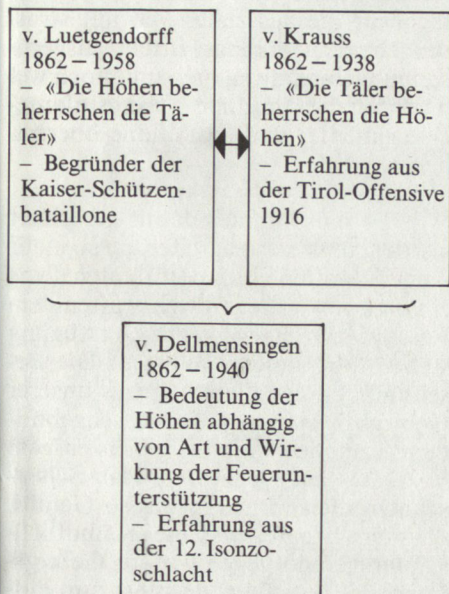 v. Luetgendorff
1862 – 1958
– «Die Höhen be-
herrschen die Tä-
ler»
– Begründer der
Kaiser-Schützen-
bataillone
v. Krauss
1862 – 1938
– «Die Täler be-
herrschen die Hö-
hen»
– Erfahrung aus
der Tirol-Offensive
1916
v. Dellmensingen
1862 – 1940
– Bedeutung der
Höhen abhängig
von Art und Wir-
kung der Feuerun-
terstützung
– Erfahrung aus
der 12. Isonzo-
schlacht